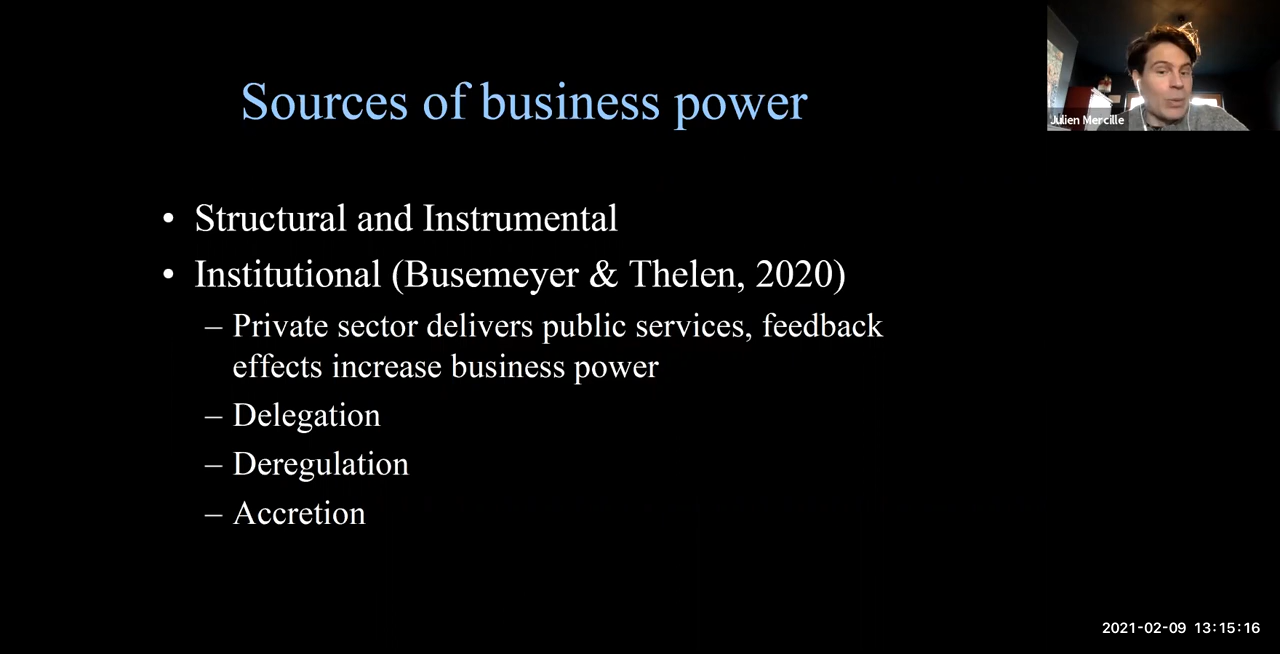 Sources of business power
Julien Mercille
• Structural and Instrumental
• Institutional (Busemeyer & Thelen, 2020)
– Private sector delivers public services, feedback
effects increase business power
– Delegation
– Deregulation
– Accretion
2021-02-09 13:15:16